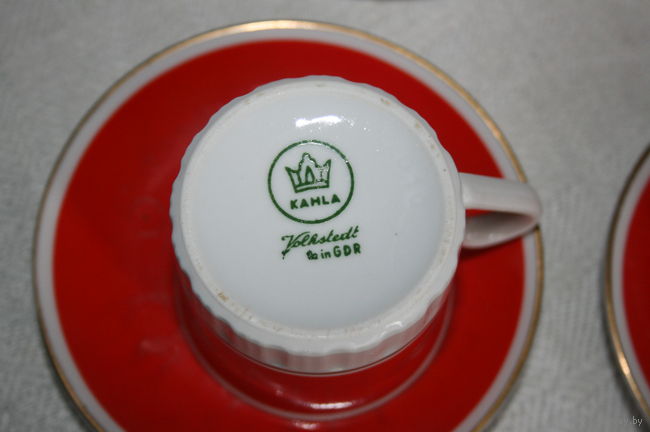 KAHLA
Volkstedt
in GDR